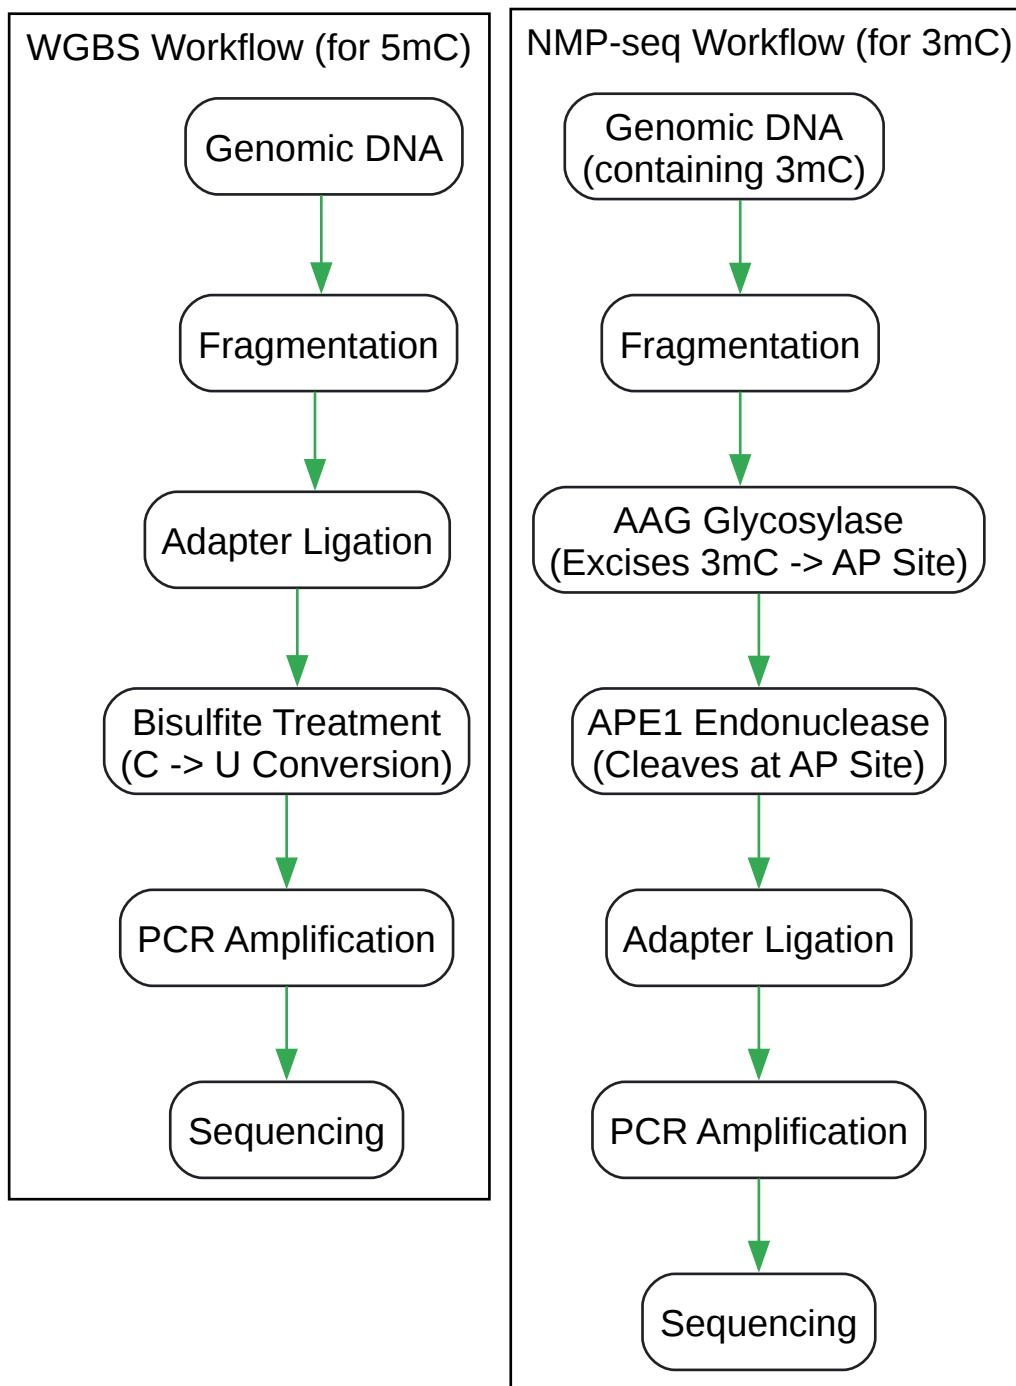 WGBS Workflow (for 5mC)
Genomic DNA
Fragmentation
Adapter Ligation
Bisulfite Treatment
(C -> U Conversion)
PCR Amplification
Sequencing
NMP-seq Workflow (for 3mC)
Genomic DNA
(containing 3mC)
Fragmentation
AAG Glycosylase
(Excises 3mC -> AP Site)
APE1 Endonuclease
(Cleaves at AP Site)
Adapter Ligation
PCR Amplification
Sequencing